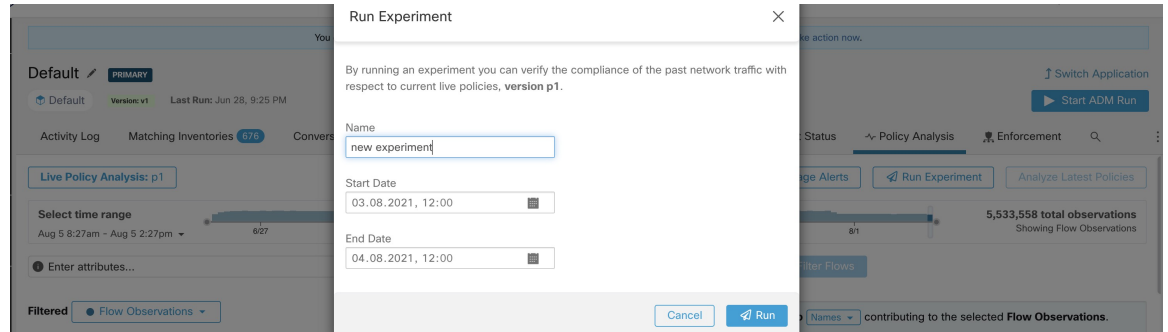 Run Experiment
You
ke action now.
By running an experiment you can verify the compliance of the past network traffic with
respect to current live policies, version p1.
Default
PRIMARY
Switch Application
Default
Version: v1
Last Run: Jun 28, 9:25 PM
Start ADM Run
Name
new experiment
Activity Log
Matching Inventories 676
Convers
Status
Policy Analysis
Enforcement
Live Policy Analysis: p1
Start Date
03.08.2021, 12:00
age Alerts
Run Experiment
Analyze Latest Policies
Select time range
Aug 5 8:27am - Aug 5 2:27pm
6/27
8/1
5,533,558 total observations
Showing Flow Observations
End Date
04.08.2021, 12:00
Enter attributes...
Filter Flows
Cancel
Run
Filtered
Flow Observations
Names
contributing to the selected Flow Observations.